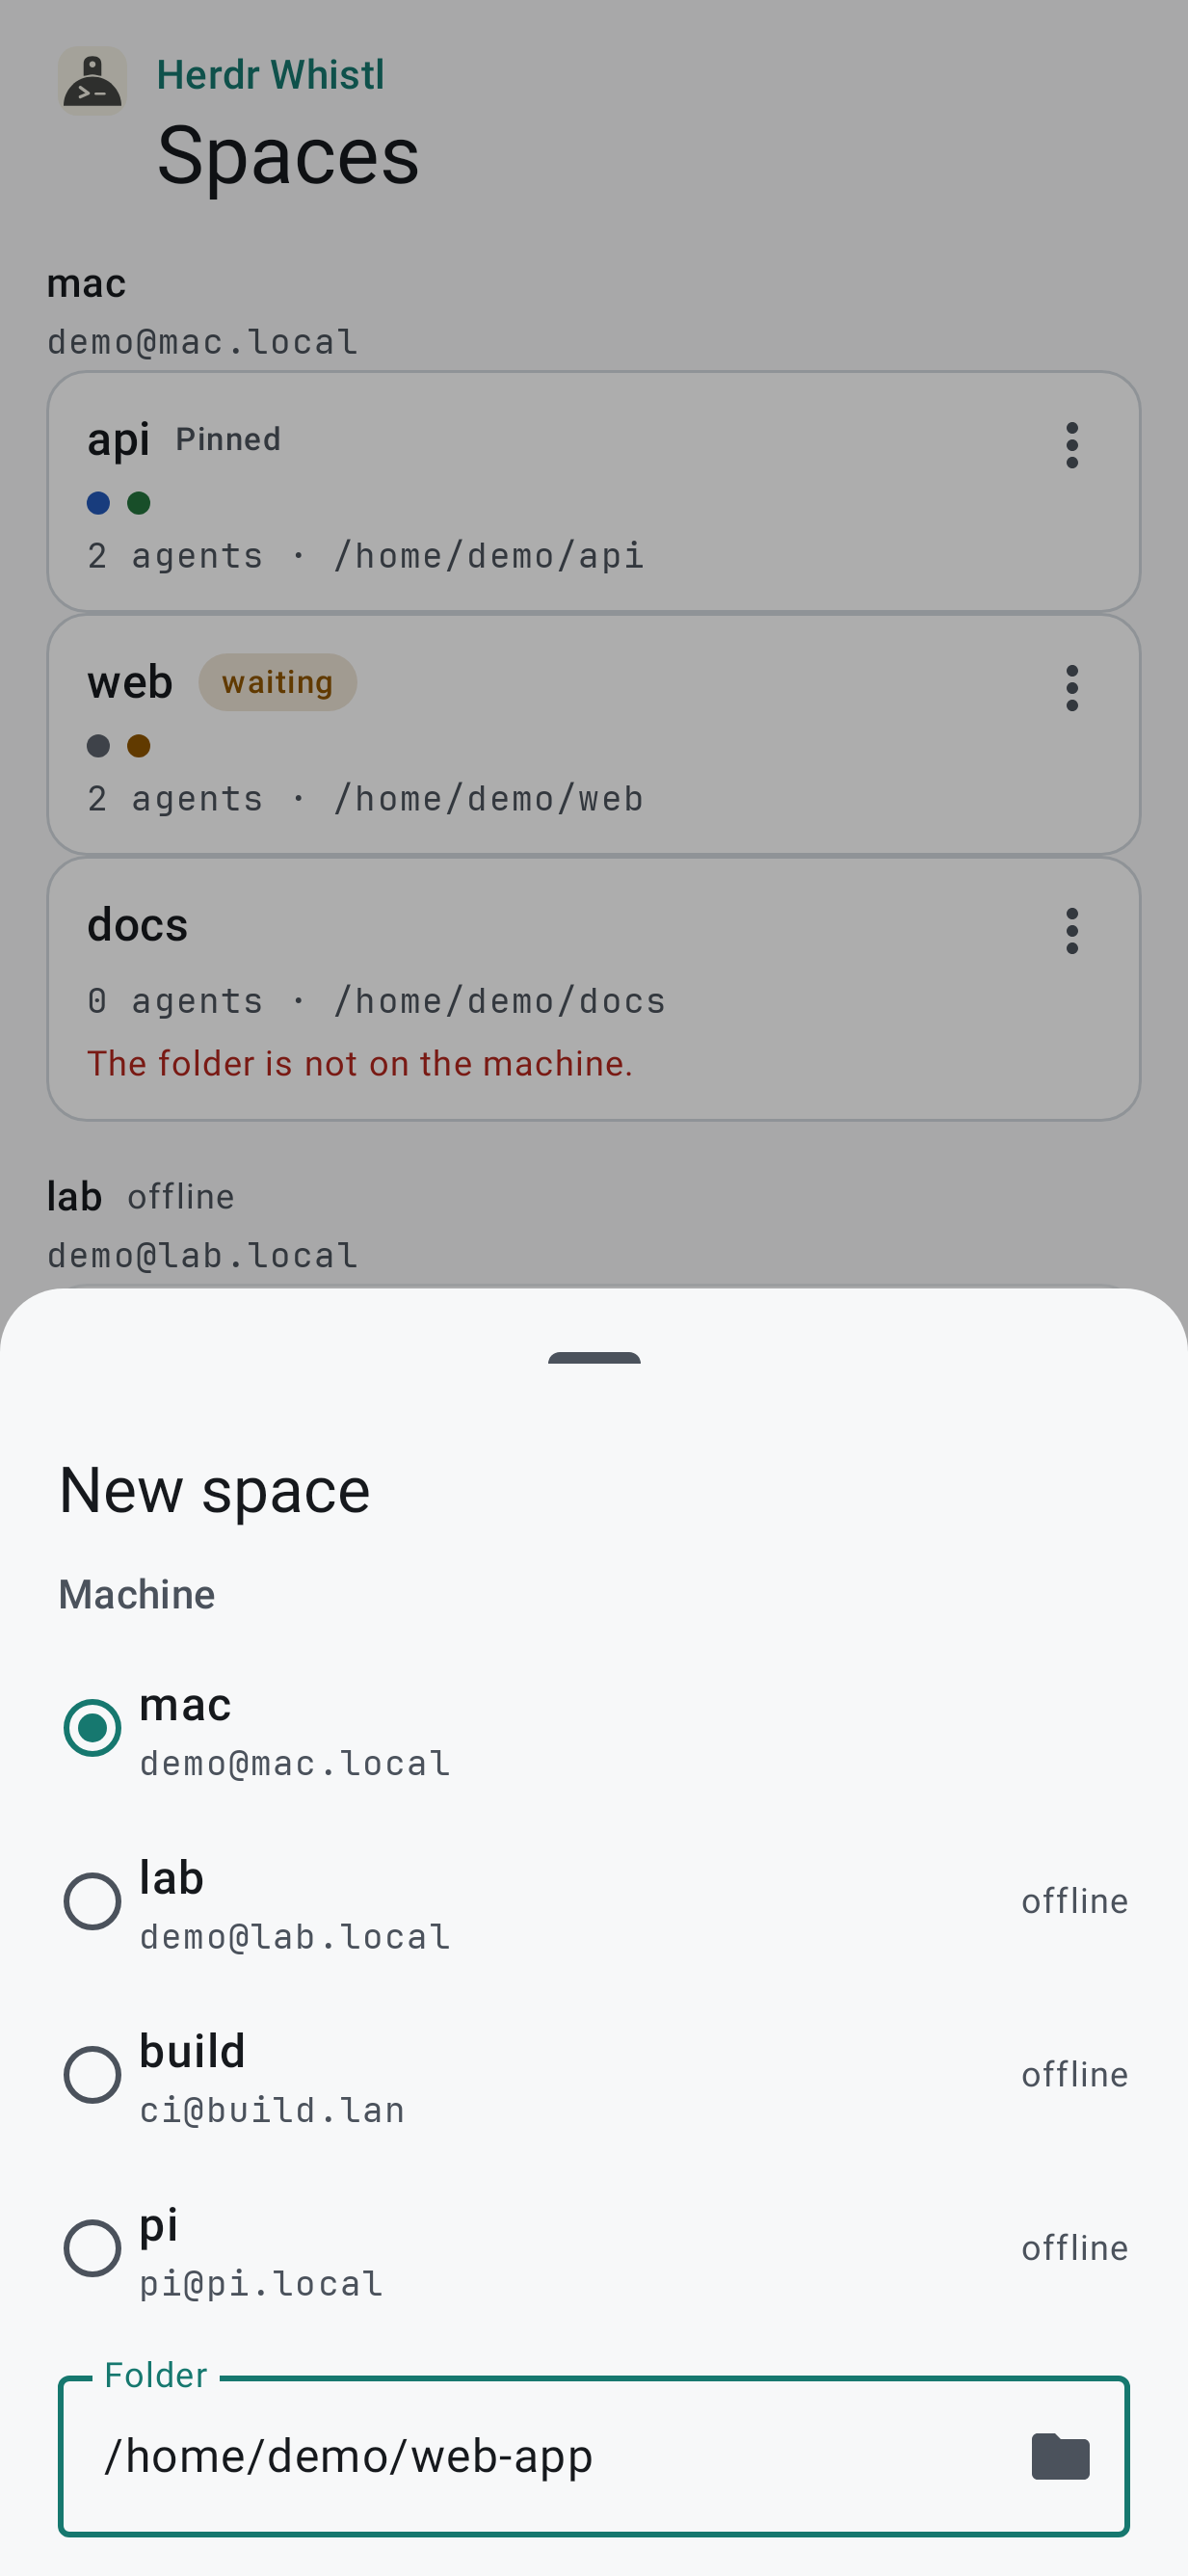 Herdr Whistl
Spaces
mac
demo@mac.local
api Pinned
2 agents · /home/demo/api
web waiting
2 agents · /home/demo/web
docs
0 agents · /home/demo/docs
The folder is not on the machine.
lab offline
demo@lab.local
New space
Machine
mac
demo@mac.local
lab
demo@lab.local
offline
build
ci@build.lan
offline
pi
pi@pi.local
offline
Folder
/home/demo/web-app